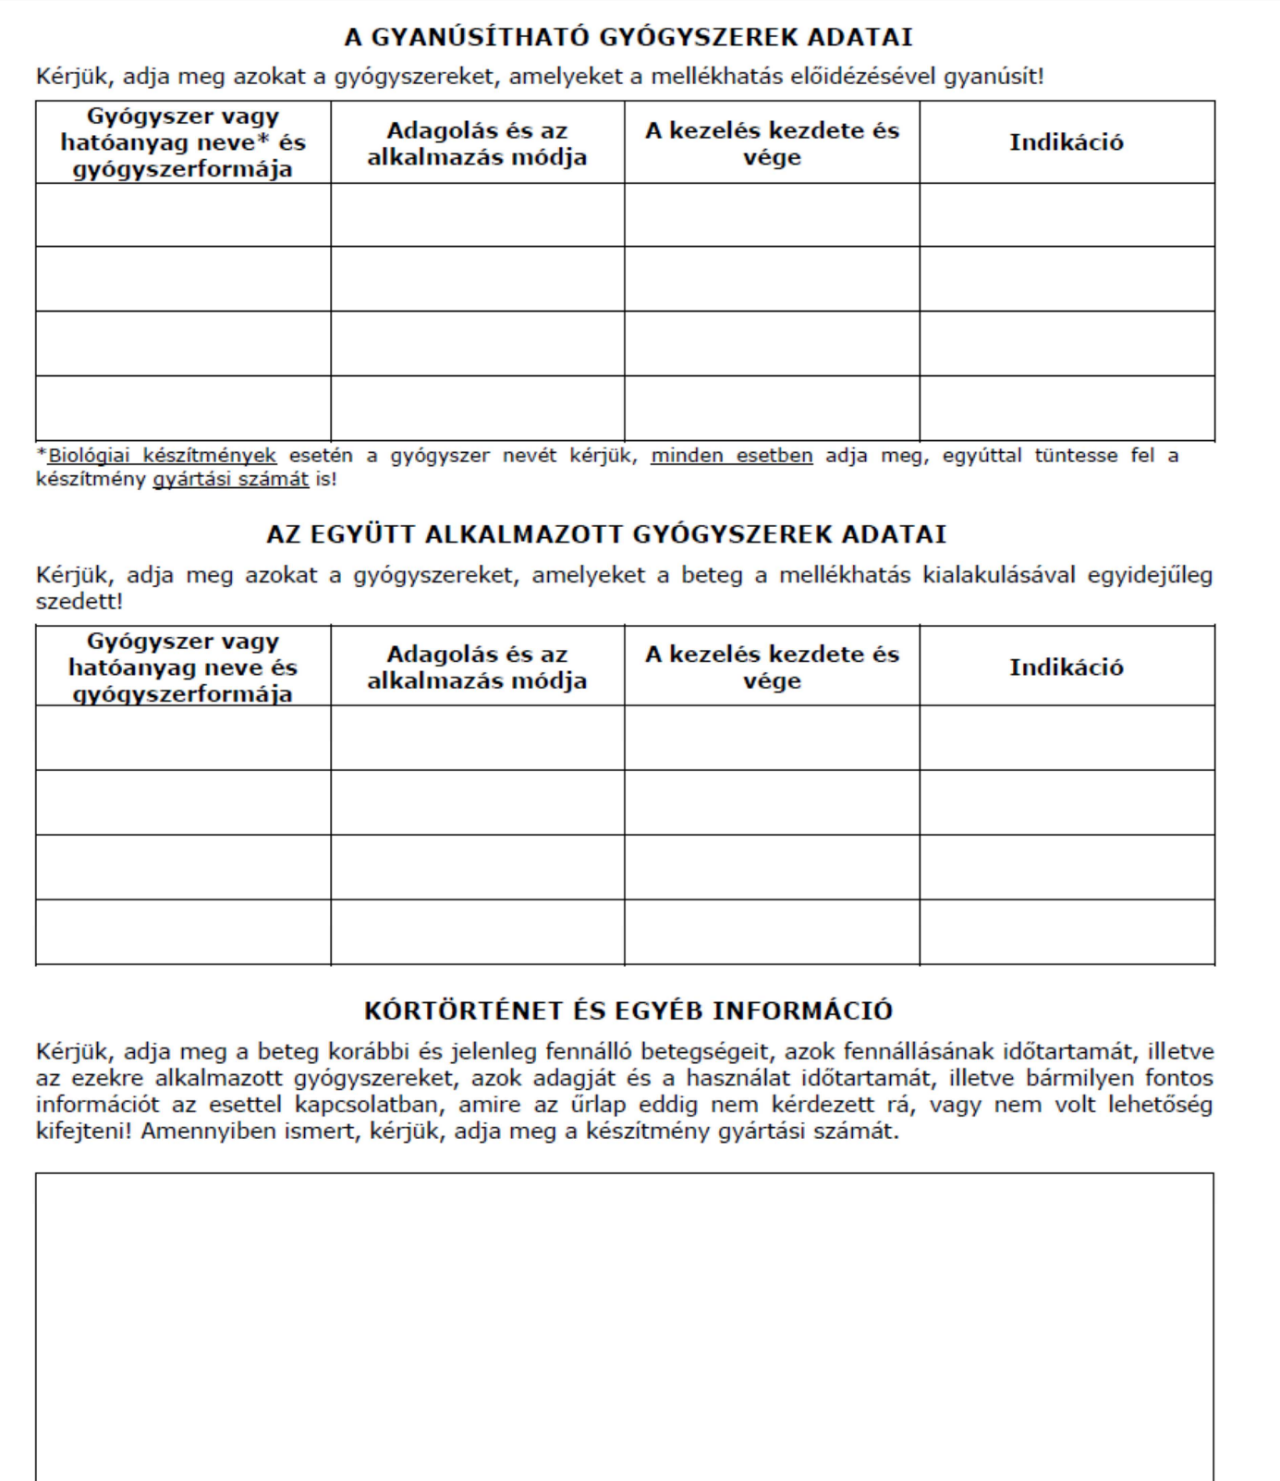 A GYANÚSÍTHATÓ GYÓGYSZEREK ADATAI
Kérjük, adja meg azokat a gyógyszereket, amelyeket a mellékhatás előidézésével gyanúsít!
Gyógyszer vagy
hatóanyag neve* és
gyógyszerformája
Adagolás és az
alkalmazás módja
A kezelés kezdete és
vége
Indikáció
*Biológiai készítmények esetén a gyógyszer nevét kérjük, minden esetben adja meg, egyúttal tüntesse fel a
készítmény gyártási számát is!
AZ EGYÜTT ALKALMAZOTT GYÓGYSZEREK ADATAI
Kérjük, adja meg azokat a gyógyszereket, amelyeket a beteg a mellékhatás kialakulásával egyidejűleg
szedett!
Gyógyszer vagy
hatóanyag neve és
gyógyszerformája
Adagolás és az
alkalmazás módja
A kezelés kezdete és
vége
Indikáció
KÓRTÖRTÉNET ÉS EGYÉB INFORMÁCIÓ
Kérjük, adja meg a beteg korábbi és jelenleg fennálló betegségeit, azok fennállásának időtartamát, illetve
az ezekre alkalmazott gyógyszereket, azok adagját és a használat időtartamát, illetve bármilyen fontos
információt az esettel kapcsolatban, amire az űrlap eddig nem kérdezett rá, vagy nem volt lehetőség
kifejteni! Amennyiben ismert, kérjük, adja meg a készítmény gyártási számát.